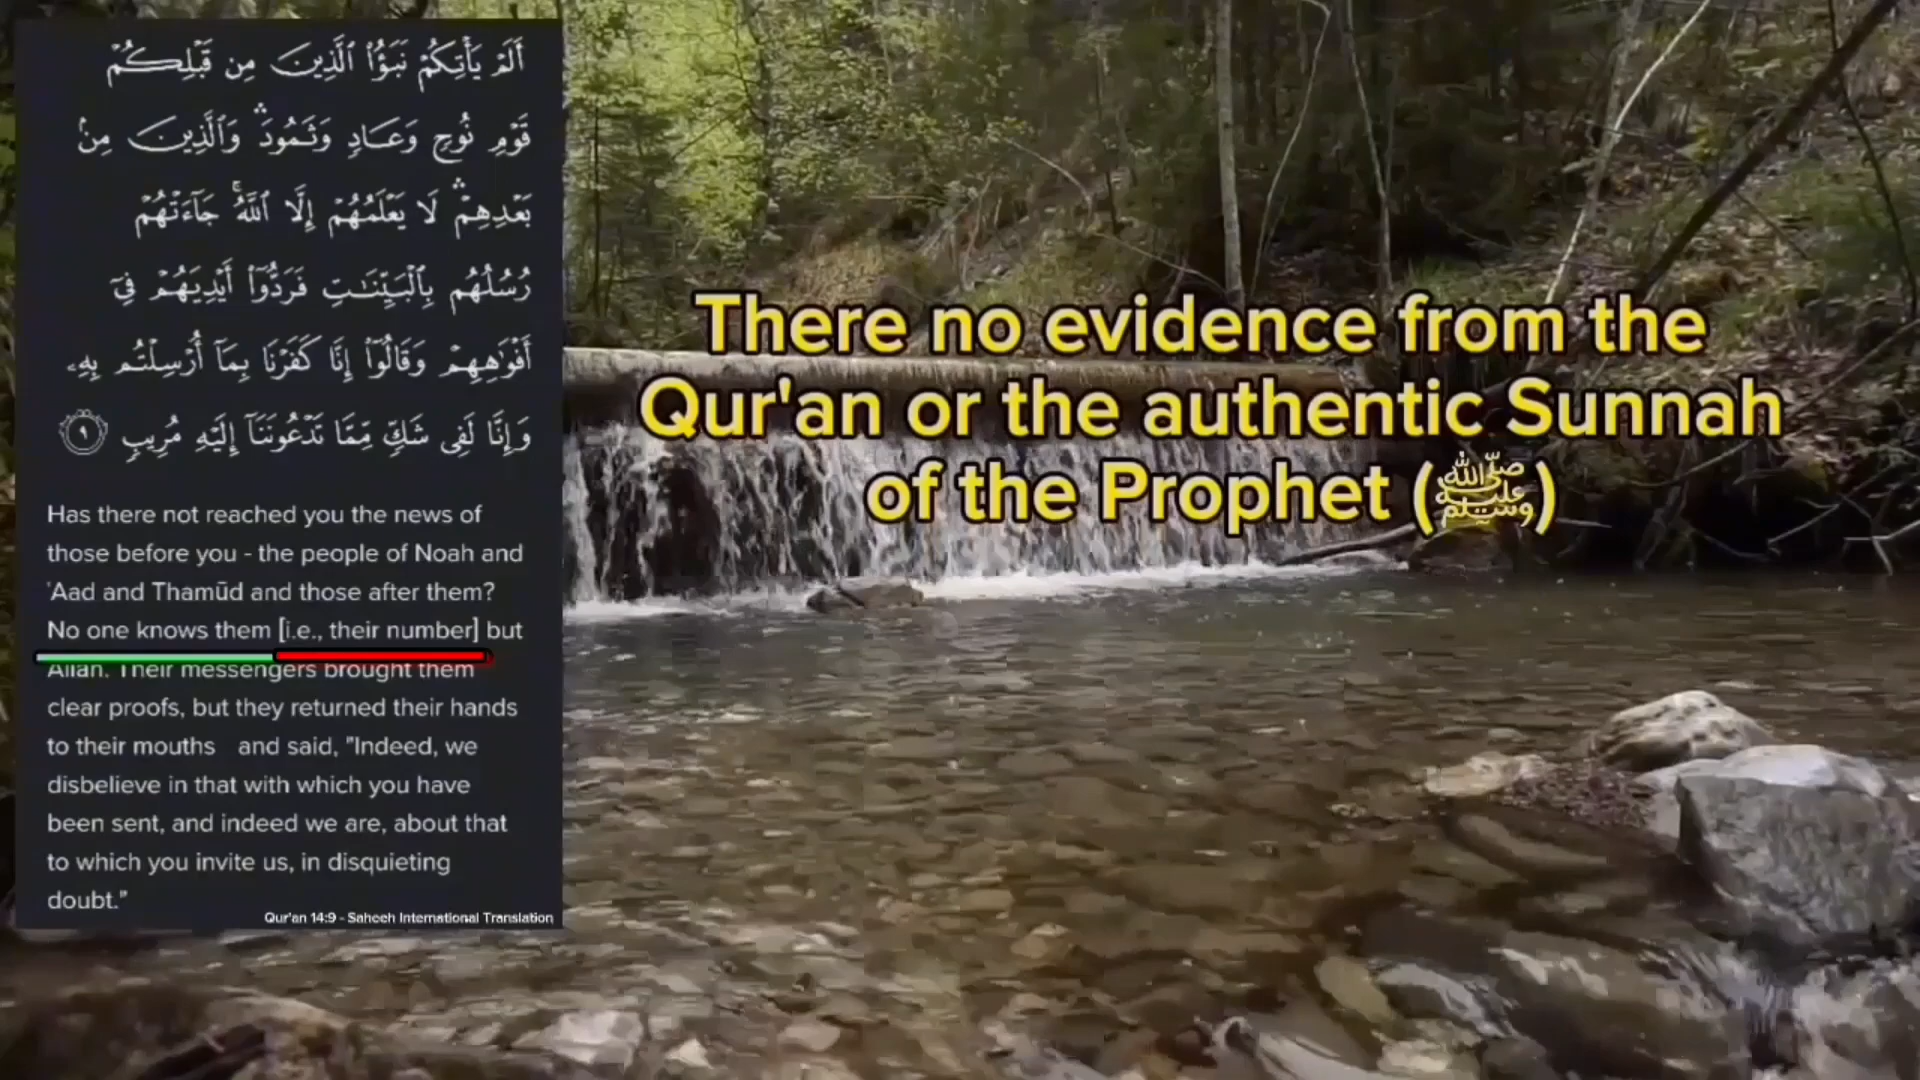 أَلَمْ يَأْتِكُمْ نَبَؤُا۟ ٱلَّذِينَ مِن قَبْلِكُمْ
قَوْمِ نُوحٍ وَعَادٍ وَثَمُودَ ۛ وَٱلَّذِينَ مِنۢ
بَعْدِهِمْ ۛ لَا يَعْلَمُهُمْ إِلَّا ٱللَّهُ ۚ جَآءَتْهُمْ
رُسُلُهُم بِٱلْبَيِّنَـٰتِ فَرَدُّوٓا۟ أَيْدِيَهُمْ فِىٓ
أَفْوَٰهِهِمْ وَقَالُوٓا۟ إِنَّا كَفَرْنَا بِمَآ أُرْسِلْتُم بِهِۦ
وَإِنَّا لَفِى شَكٍّ مِّمَّا تَدْعُونَنَآ إِلَيْهِ مُرِيبٍ ٩
Has there not reached you the news of
those before you - the people of Noah and
'Aad and Thamūd and those after them?
No one knows them [i.e., their number] but
Allah. Their messengers brought them
clear proofs, but they returned their hands
to their mouths and said, "Indeed, we
disbelieve in that with which you have
been sent, and indeed we are, about that
to which you invite us, in disquieting
doubt."
Qur'an 14:9 - Saheeh International Translation
There no evidence from the
Qur'an or the authentic Sunnah
of the Prophet (ﷺ)